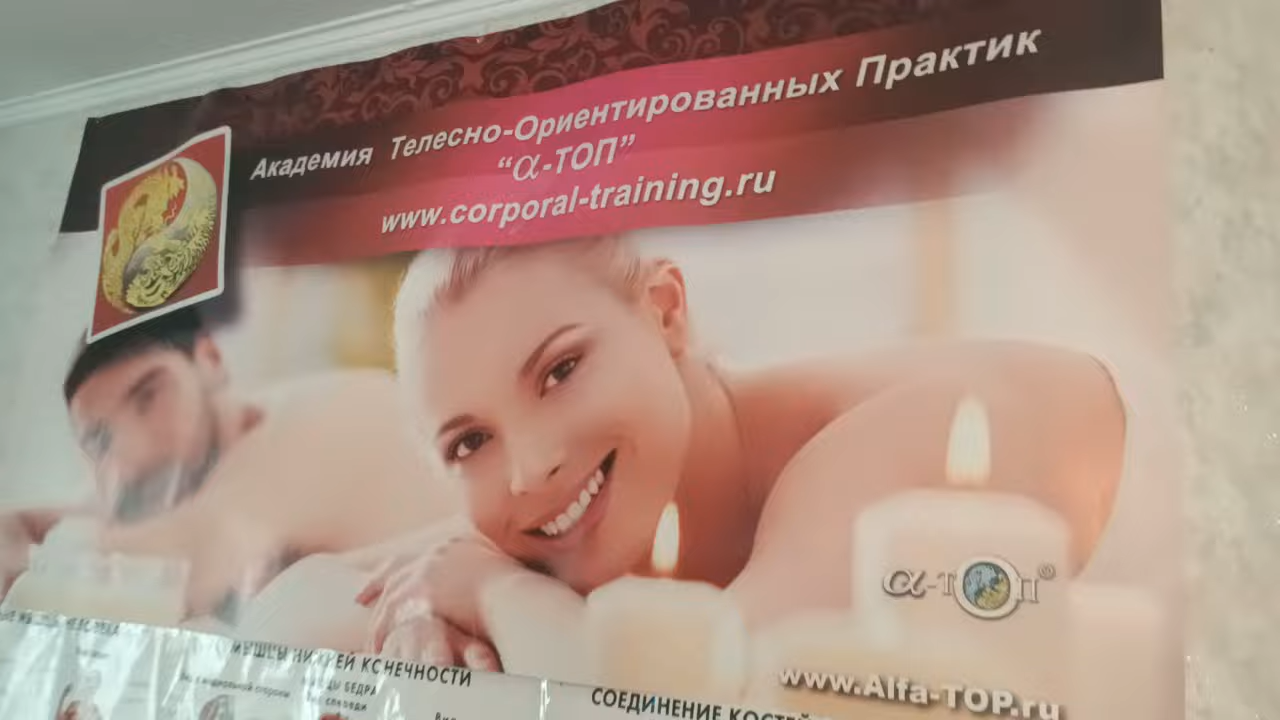 Академия Телесно-Ориентированных Практик
“α-ТОП”
www.corporal-training.ru
α-ТОП®
www.Alfa-TOP.ru
МЫШЦЫ НИЖНЕЙ КОНЕЧНОСТИ
БЕДРА
СОЕДИНЕНИЕ КОСТЕЙ